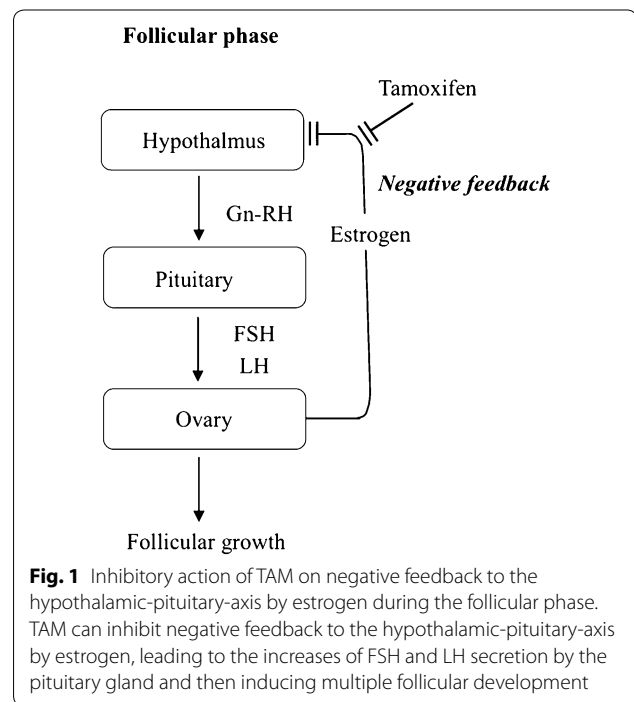 Follicular phase
Tamoxifen
Hypothalmus
Negative feedback
Gn-RH
Estrogen
Pituitary
FSH
LH
Ovary
Follicular growth
Fig. 1 Inhibitory action of TAM on negative feedback to the
hypothalamic-pituitary-axis by estrogen during the follicular phase.
TAM can inhibit negative feedback to the hypothalamic-pituitary-axis
by estrogen, leading to the increases of FSH and LH secretion by the
pituitary gland and then inducing multiple follicular development